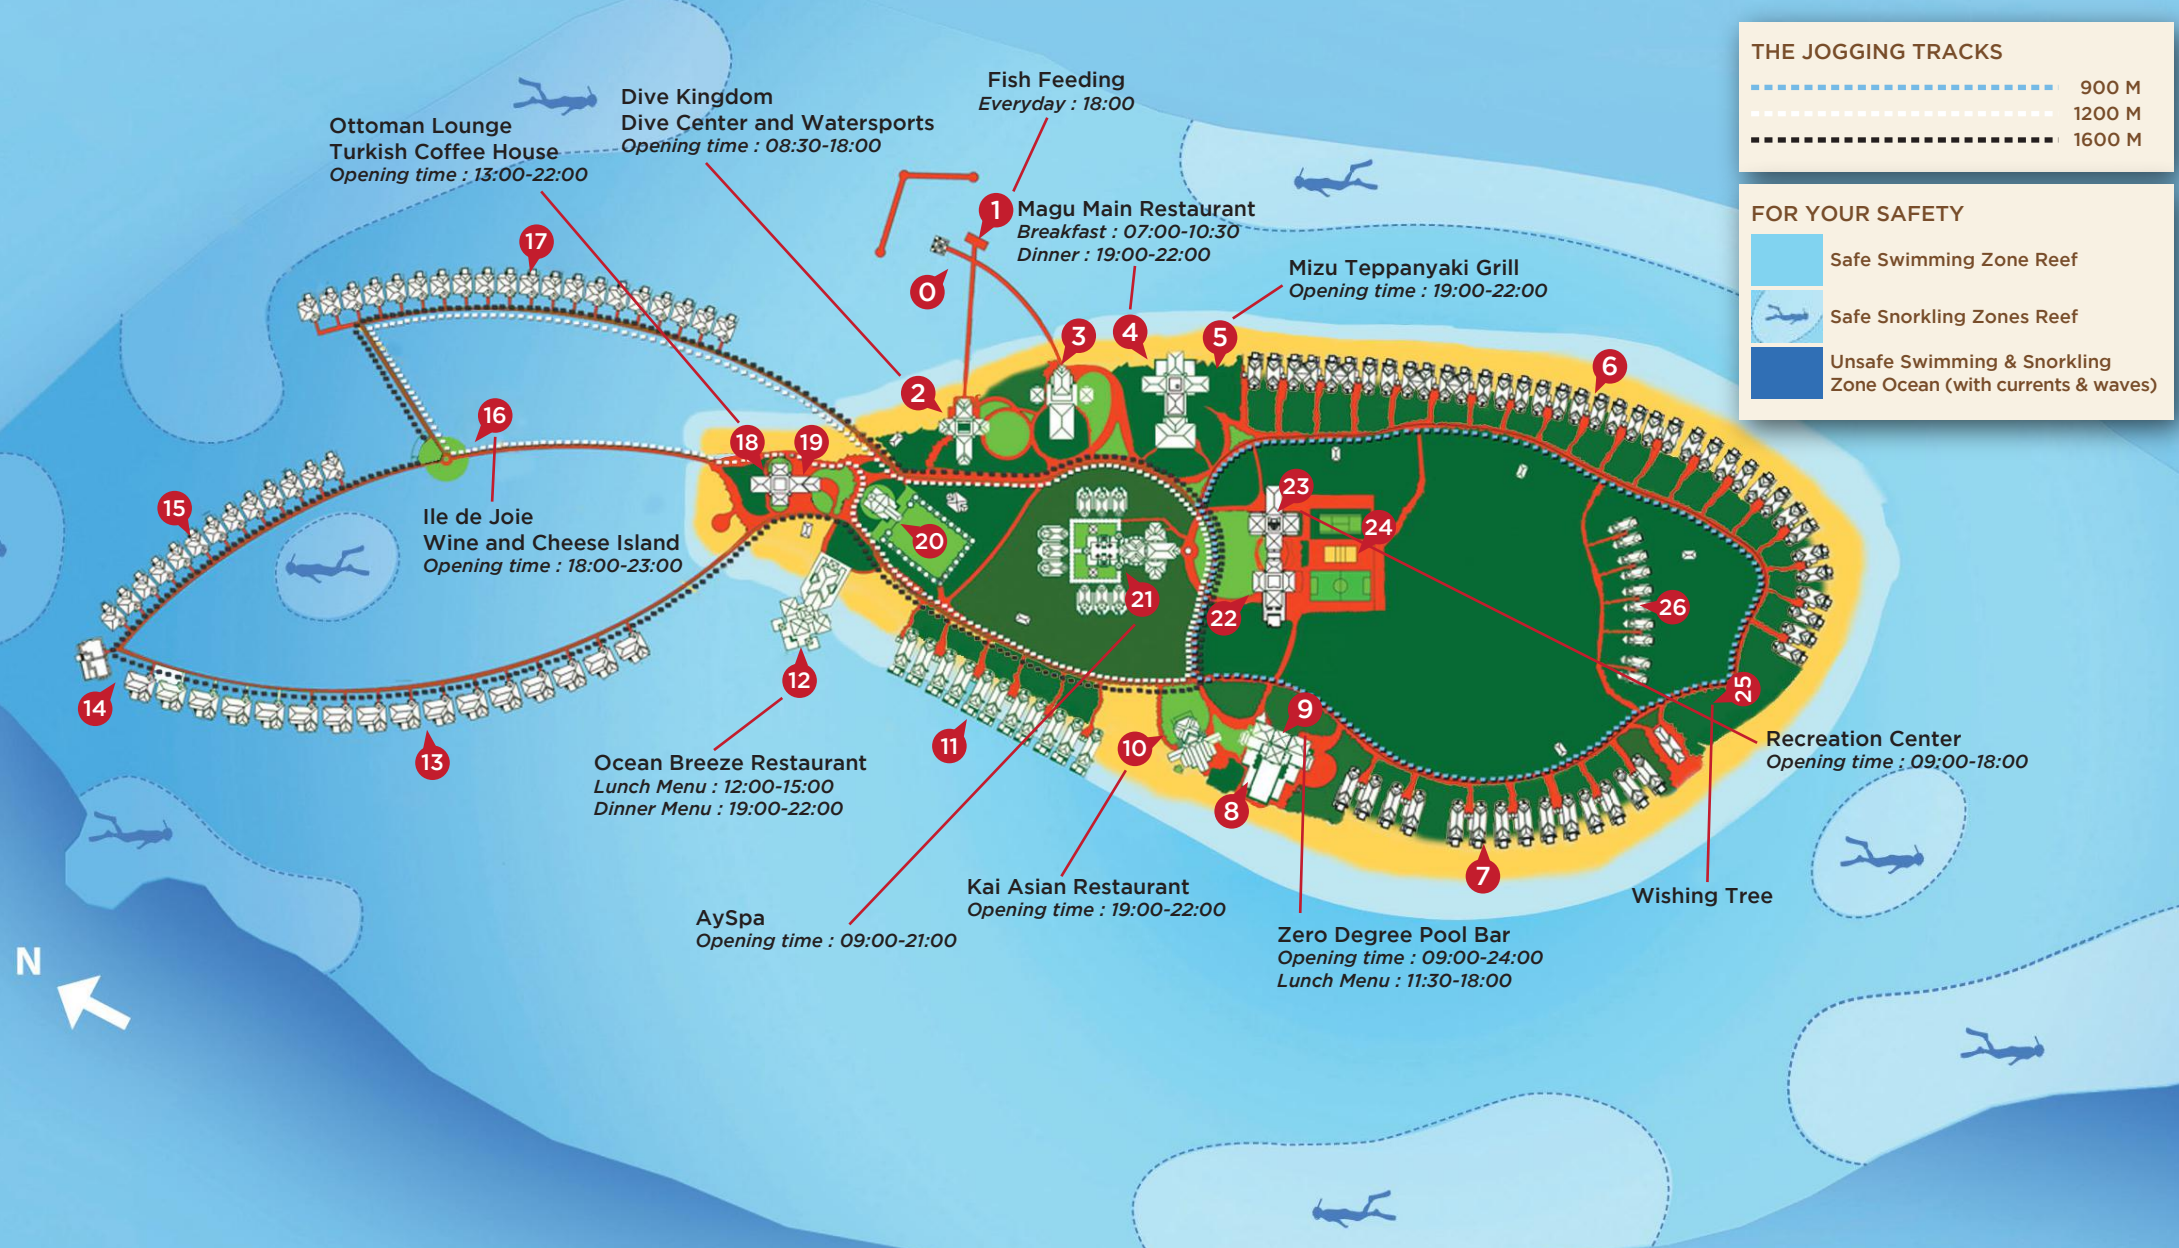 THE JOGGING TRACKS
900 M
1200 M
1600 M
FOR YOUR SAFETY
Safe Swimming Zone Reef
Safe Snorkling Zones Reef
Unsafe Swimming & Snorkling
Zone Ocean (with currents & waves)
Fish Feeding
Everyday : 18:00
Dive Kingdom
Dive Center and Watersports
Opening time : 08:30-18:00
Ottoman Lounge
Turkish Coffee House
Opening time : 13:00-22:00
Magu Main Restaurant
Breakfast : 07:00-10:30
Dinner : 19:00-22:00
Mizu Teppanyaki Grill
Opening time : 19:00-22:00
17
1
0
3
4
5
6
2
16
18
19
15
Ile de Joie
Wine and Cheese Island
Opening time : 18:00-23:00
20
23
24
21
22
26
12
14
13
11
10
9
25
8
7
Recreation Center
Opening time : 09:00-18:00
Ocean Breeze Restaurant
Lunch Menu : 12:00-15:00
Dinner Menu : 19:00-22:00
Kai Asian Restaurant
Opening time : 19:00-22:00
Wishing Tree
AySpa
Opening time : 09:00-21:00
Zero Degree Pool Bar
Opening time : 09:00-24:00
Lunch Menu : 11:30-18:00
N